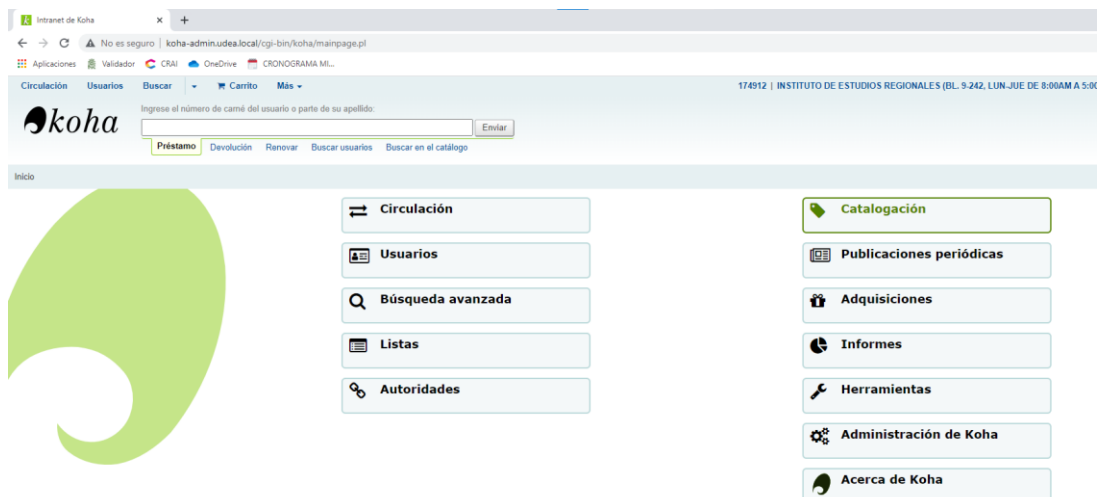 Intranet de Koha
No es seguro | koha-admin.udea.local/cgi-bin/koha/mainpage.pl
Aplicaciones Validador CRAI OneDrive CRONOGRAMA MI...
Circulación Usuarios Buscar Carrito Más 174912 | INSTITUTO DE ESTUDIOS REGIONALES (BL. 9-242, LUN-JUE DE 8:00AM A 5:00
koha
Ingrese el número de carné del usuario o parte de su apellido:
Enviar
Préstamo Devolución Renovar Buscar usuarios Buscar en el catálogo
Inicio
Circulación
Usuarios
Búsqueda avanzada
Listas
Autoridades
Catalogación
Publicaciones periódicas
Adquisiciones
Informes
Herramientas
Administración de Koha
Acerca de Koha